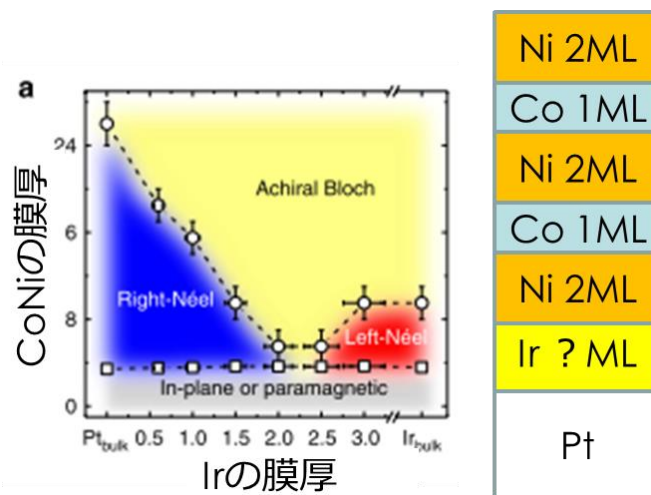 a
CoNiの膜厚
24
6
8
0
Achiral Bloch
Right-Néel
Left-Néel
In-plane or paramagnetic
Ptbulk 0.5 1.0 1.5 2.0 2.5 3.0 Irbulk
Irの膜厚
Ni 2ML
Co 1ML
Ni 2ML
Co 1ML
Ni 2ML
Ir ? ML
Pt